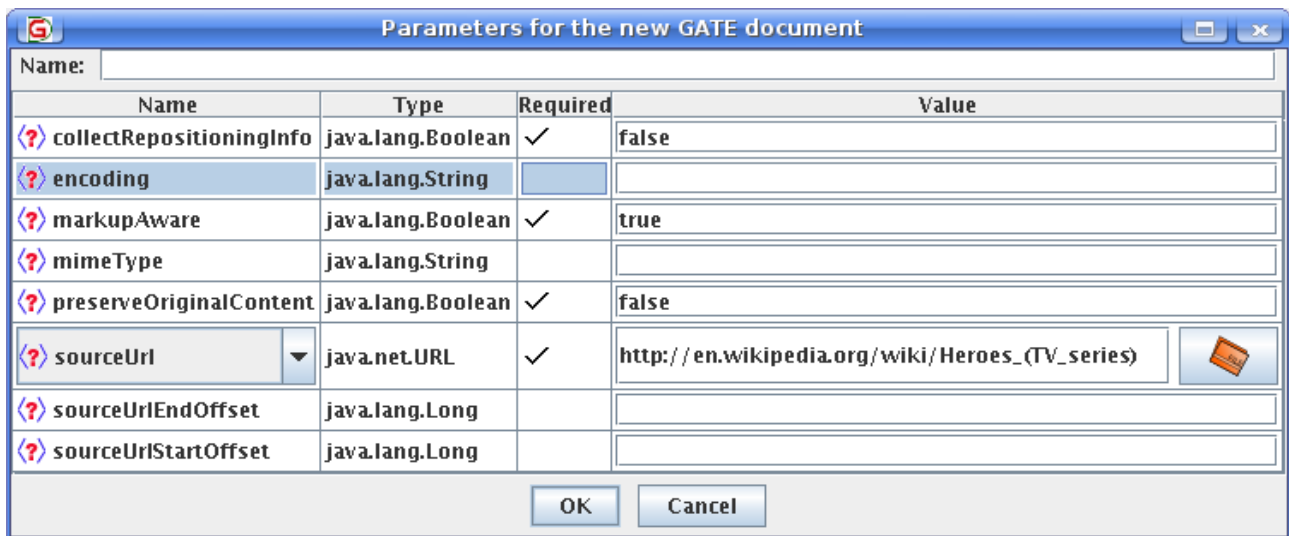 Parameters for the new GATE document
Name:
Name Type Required Value
<?> collectRepositioningInfo java.lang.Boolean ✓ false
<?> encoding java.lang.String
<?> markupAware java.lang.Boolean ✓ true
<?> mimeType java.lang.String
<?> preserveOriginalContent java.lang.Boolean ✓ false
<?> sourceUrl java.net.URL ✓ http://en.wikipedia.org/wiki/Heroes_(TV_series)
<?> sourceUrlEndOffset java.lang.Long
<?> sourceUrlStartOffset java.lang.Long
OK Cancel